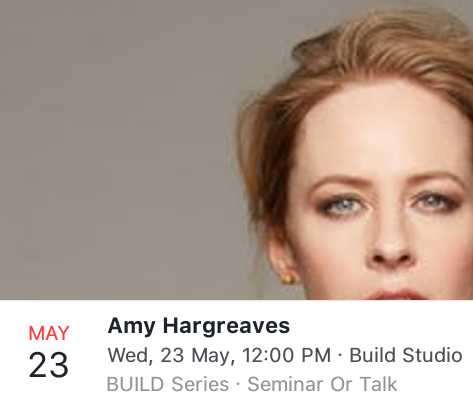 MAY
23
Amy Hargreaves
Wed, 23 May, 12:00 PM · Build Studio
BUILD Series · Seminar Or Talk